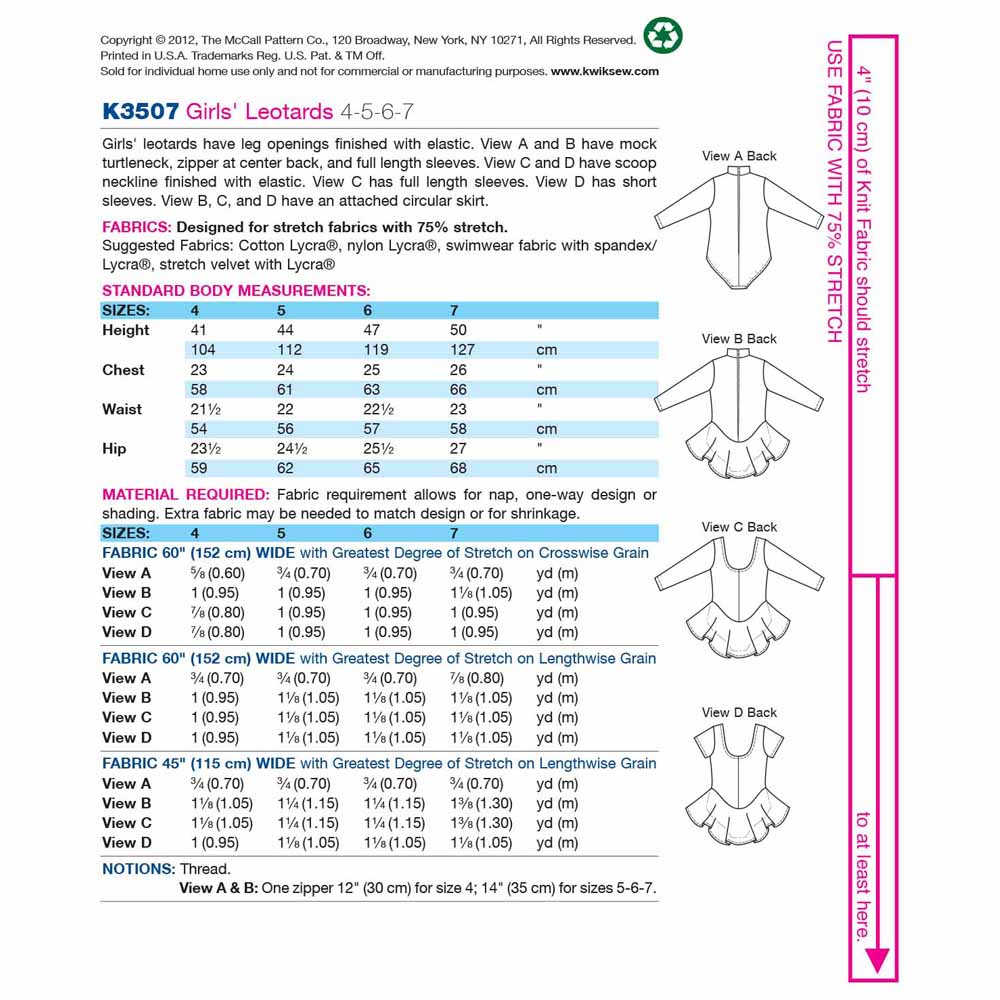 Copyright © 2012, The McCall Pattern Co., 120 Broadway, New York, NY 10271, All Rights Reserved.
Printed in U.S.A. Trademarks Reg. U.S. Pat. & TM Off.
Sold for individual home use only and not for commercial or manufacturing purposes. www.kwiksew.com
K3507 Girls' Leotards 4-5-6-7
Girls' leotards have leg openings finished with elastic. View A and B have mock
turtleneck, zipper at center back, and full length sleeves. View C and D have scoop
neckline finished with elastic. View C has full length sleeves. View D has short
sleeves. View B, C, and D have an attached circular skirt.
FABRICS: Designed for stretch fabrics with 75% stretch.
Suggested Fabrics: Cotton Lycra®, nylon Lycra®, swimwear fabric with spandex/
Lycra®, stretch velvet with Lycra®
STANDARD BODY MEASUREMENTS:
SIZES: 4 5 6 7
Height 41 44 47 50 "
104 112 119 127 cm
Chest 23 24 25 26 "
58 61 63 66 cm
Waist 21½ 22 22½ 23 "
54 56 57 58 cm
Hip 23½ 24½ 25½ 27 "
59 62 65 68 cm
MATERIAL REQUIRED: Fabric requirement allows for nap, one-way design or
shading. Extra fabric may be needed to match design or for shrinkage.
SIZES: 4 5 6 7
FABRIC 60" (152 cm) WIDE with Greatest Degree of Stretch on Crosswise Grain
View A ⅝ (0.60) ¾ (0.70) ¾ (0.70) ¾ (0.70) yd (m)
View B 1 (0.95) 1 (0.95) 1 (0.95) 1⅛ (1.05) yd (m)
View C ⅞ (0.80) 1 (0.95) 1 (0.95) 1 (0.95) yd (m)
View D ⅞ (0.80) 1 (0.95) 1 (0.95) 1 (0.95) yd (m)
FABRIC 60" (152 cm) WIDE with Greatest Degree of Stretch on Lengthwise Grain
View A ¾ (0.70) ¾ (0.70) ¾ (0.70) ⅞ (0.80) yd (m)
View B 1 (0.95) 1⅛ (1.05) 1⅛ (1.05) 1⅛ (1.05) yd (m)
View C 1 (0.95) 1⅛ (1.05) 1⅛ (1.05) 1⅛ (1.05) yd (m)
View D 1 (0.95) 1⅛ (1.05) 1⅛ (1.05) 1⅛ (1.05) yd (m)
FABRIC 45" (115 cm) WIDE with Greatest Degree of Stretch on Lengthwise Grain
View A ¾ (0.70) ¾ (0.70) ¾ (0.70) ¾ (0.70) yd (m)
View B 1⅛ (1.05) 1¼ (1.15) 1¼ (1.15) 1⅜ (1.30) yd (m)
View C 1⅛ (1.05) 1¼ (1.15) 1¼ (1.15) 1⅜ (1.30) yd (m)
View D 1 (0.95) 1⅛ (1.05) 1⅛ (1.05) 1⅛ (1.05) yd (m)
NOTIONS: Thread.
View A & B: One zipper 12" (30 cm) for size 4; 14" (35 cm) for sizes 5-6-7.
View A Back
View B Back
View C Back
View D Back
USE FABRIC WITH 75% STRETCH
4" (10 cm) of Knit Fabric should stretch
to at least here.